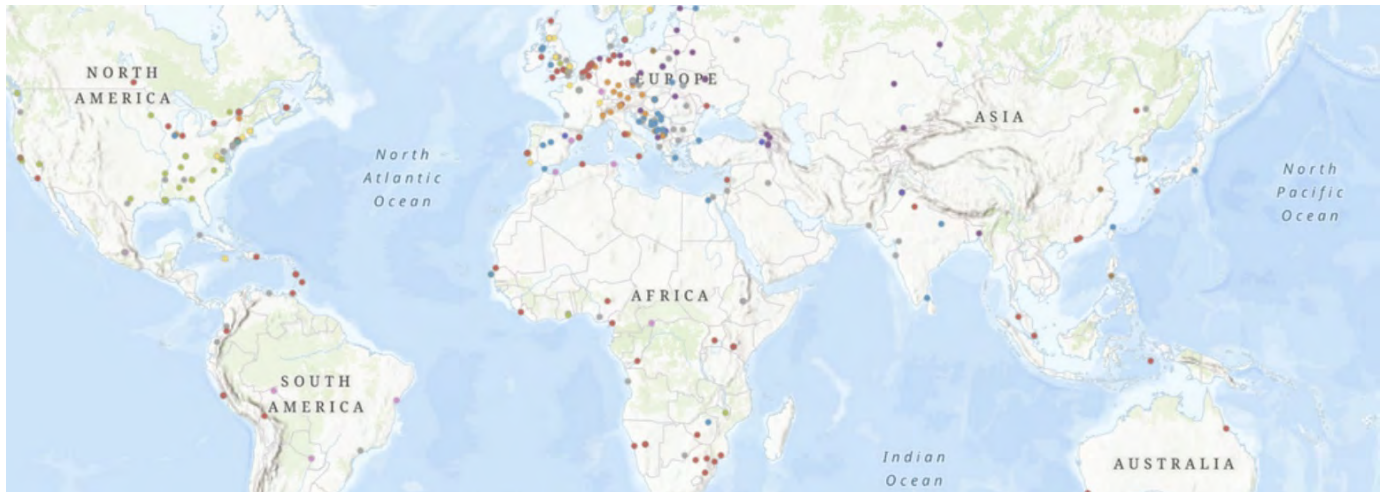 NORTH
AMERICA
North
Atlantic
Ocean
EUROPE
ASIA
North
Pacific
Ocean
AFRICA
SOUTH
AMERICA
Indian
Ocean
AUSTRALIA